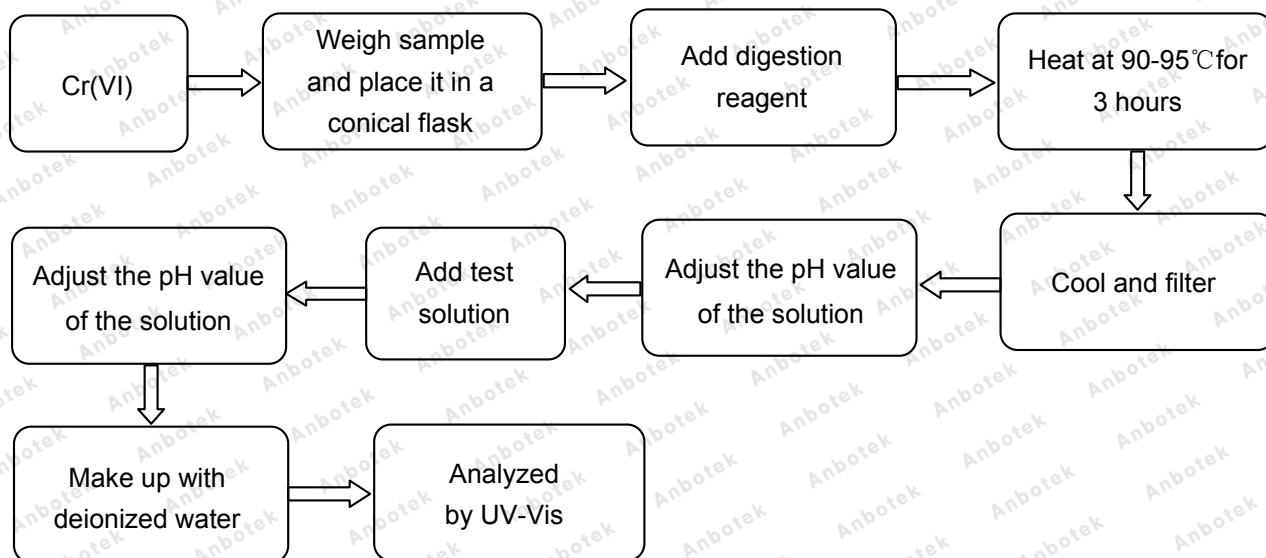 Cr(VI)
Weigh sample
and place it in a
conical flask
Add digestion
reagent
Heat at 90-95℃for
3 hours
Cool and filter
Adjust the pH value
of the solution
Add test
solution
Adjust the pH value
of the solution
Make up with
deionized water
Analyzed
by UV-Vis
Anbotek